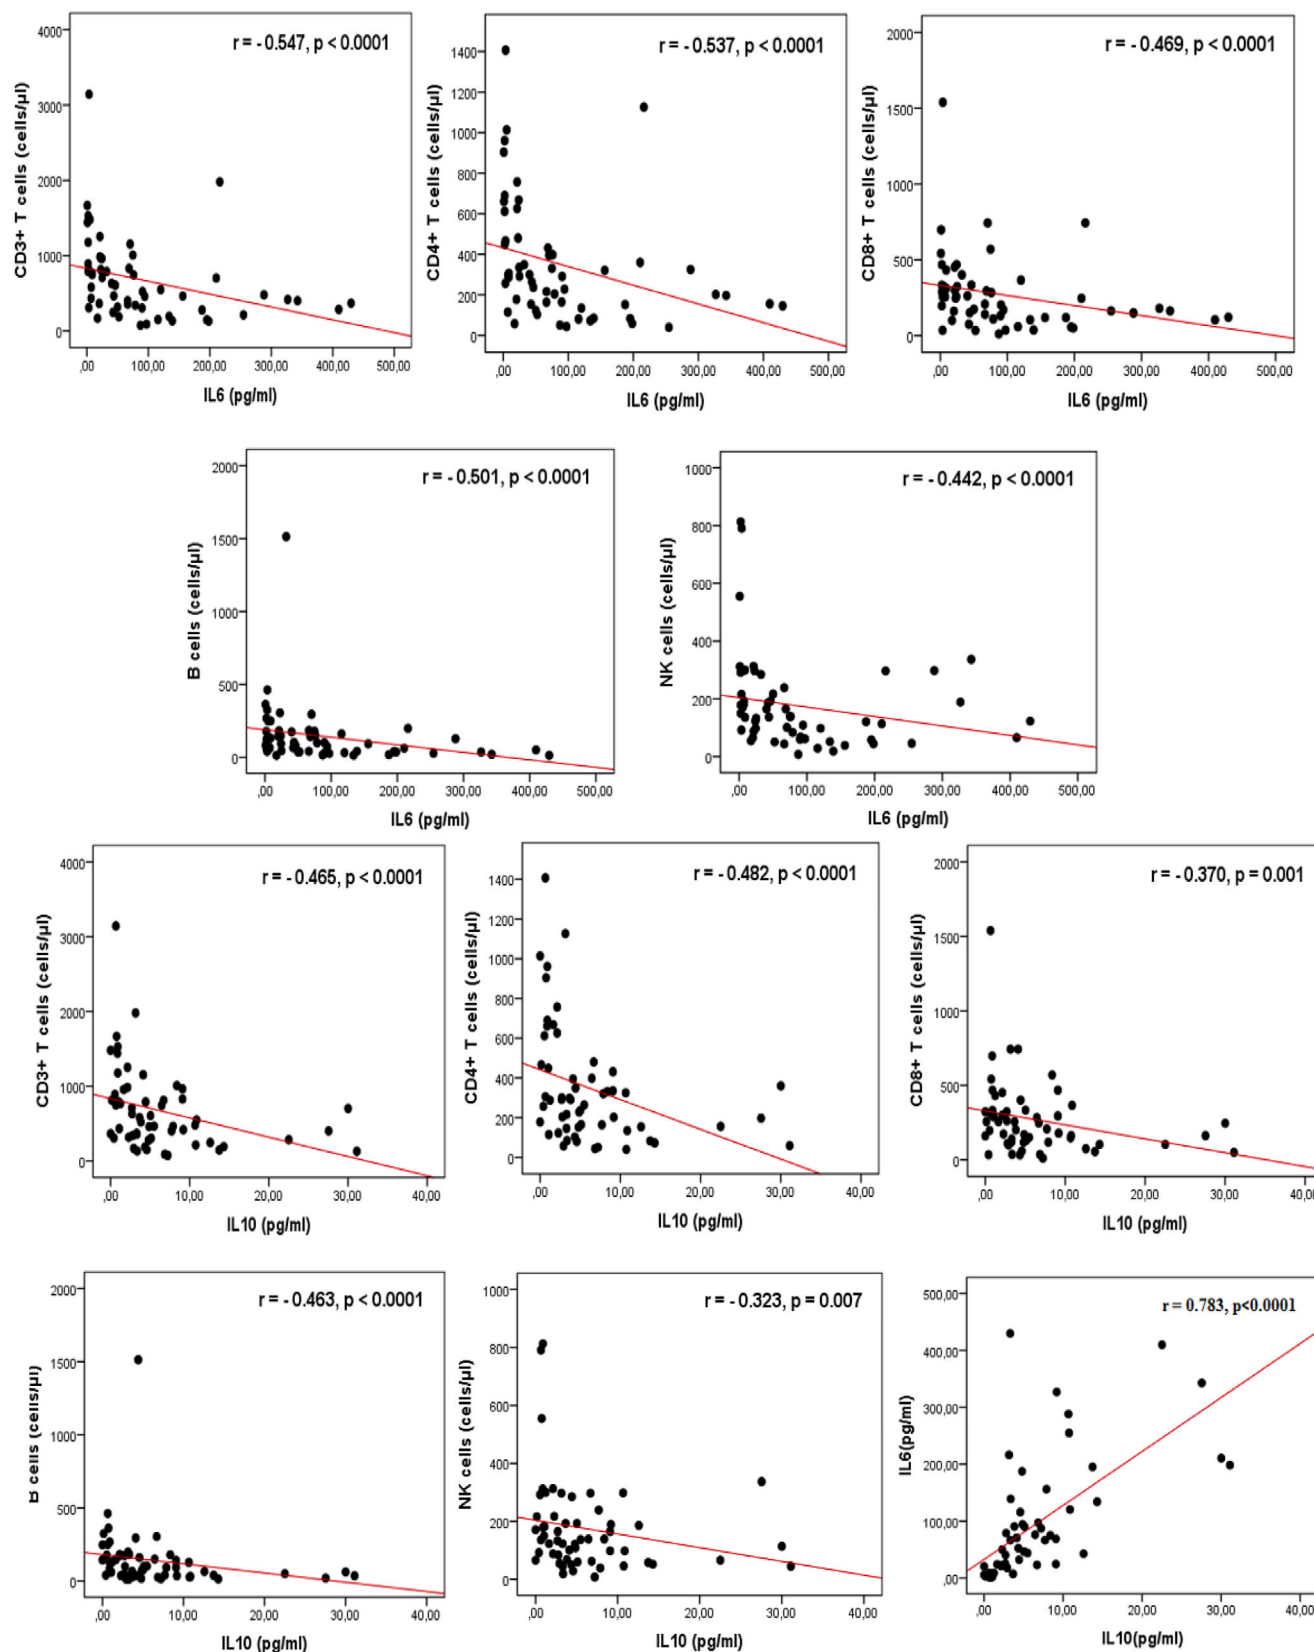 r = - 0.547, p < 0.0001
CD3+ T cells (cells/µl)
4000
3000
2000
1000
0
,00 100,00 200,00 300,00 400,00 500,00
IL6 (pg/ml)
r = - 0.537, p < 0.0001
CD4+ T cells (cells/µl)
1400
1200
1000
800
600
400
200
0
,00 100,00 200,00 300,00 400,00 500,00
IL6 (pg/ml)
r = - 0.469, p < 0.0001
CD8+ T cells (cells/µl)
2000
1500
1000
500
0
,00 100,00 200,00 300,00 400,00 500,00
IL6 (pg/ml)
r = - 0.501, p < 0.0001
B cells (cells/µl)
2000
1500
1000
500
0
,00 100,00 200,00 300,00 400,00 500,00
IL6 (pg/ml)
r = - 0.442, p < 0.0001
NK cells (cells/µl)
1000
800
600
400
200
0
,00 100,00 200,00 300,00 400,00 500,00
IL6 (pg/ml)
r = - 0.465, p < 0.0001
CD3+ T cells (cells/µl)
4000
3000
2000
1000
0
,00 10,00 20,00 30,00 40,00
IL10 (pg/ml)
r = - 0.482, p < 0.0001
CD4+ T cells (cells/µl)
1400
1200
1000
800
600
400
200
0
,00 10,00 20,00 30,00 40,00
IL10 (pg/ml)
r = - 0.370, p = 0.001
CD8+ T cells (cells/µl)
2000
1500
1000
500
0
,00 10,00 20,00 30,00 40,00
IL10 (pg/ml)
r = - 0.463, p < 0.0001
B cells (cells/µl)
2000
1500
1000
500
0
,00 10,00 20,00 30,00 40,00
IL10 (pg/ml)
r = - 0.323, p = 0.007
NK cells (cells/µl)
1000
800
600
400
200
0
,00 10,00 20,00 30,00 40,00
IL10 (pg/ml)
r = 0.783, p<0.0001
IL6(pg/ml)
500,00
400,00
300,00
200,00
100,00
,00
,00 10,00 20,00 30,00 40,00
IL10(pg/ml)